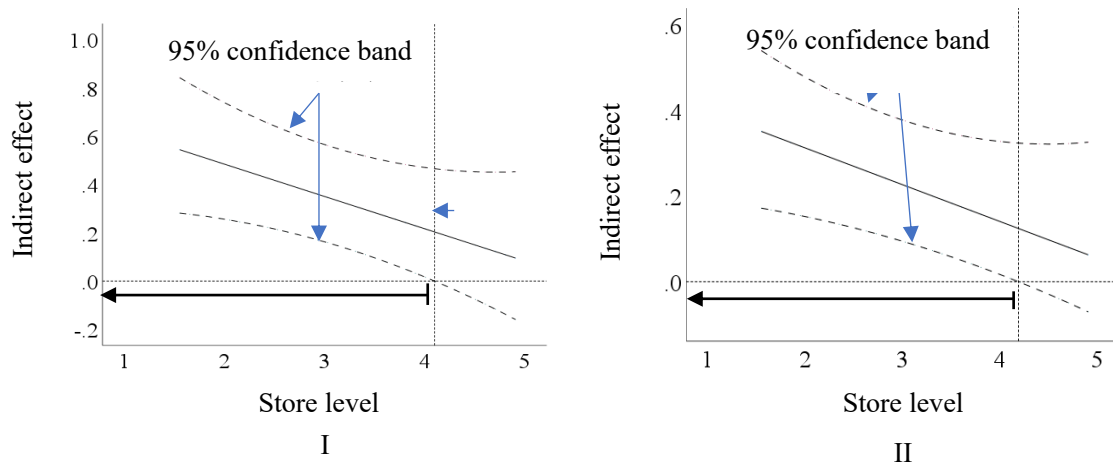 95% confidence band
Indirect effect
1.0
.8
.6
.4
.2
.0
-.2
1 2 3 4 5
Store level
I
95% confidence band
Indirect effect
.6
.4
.2
.0
1 2 3 4 5
Store level
II